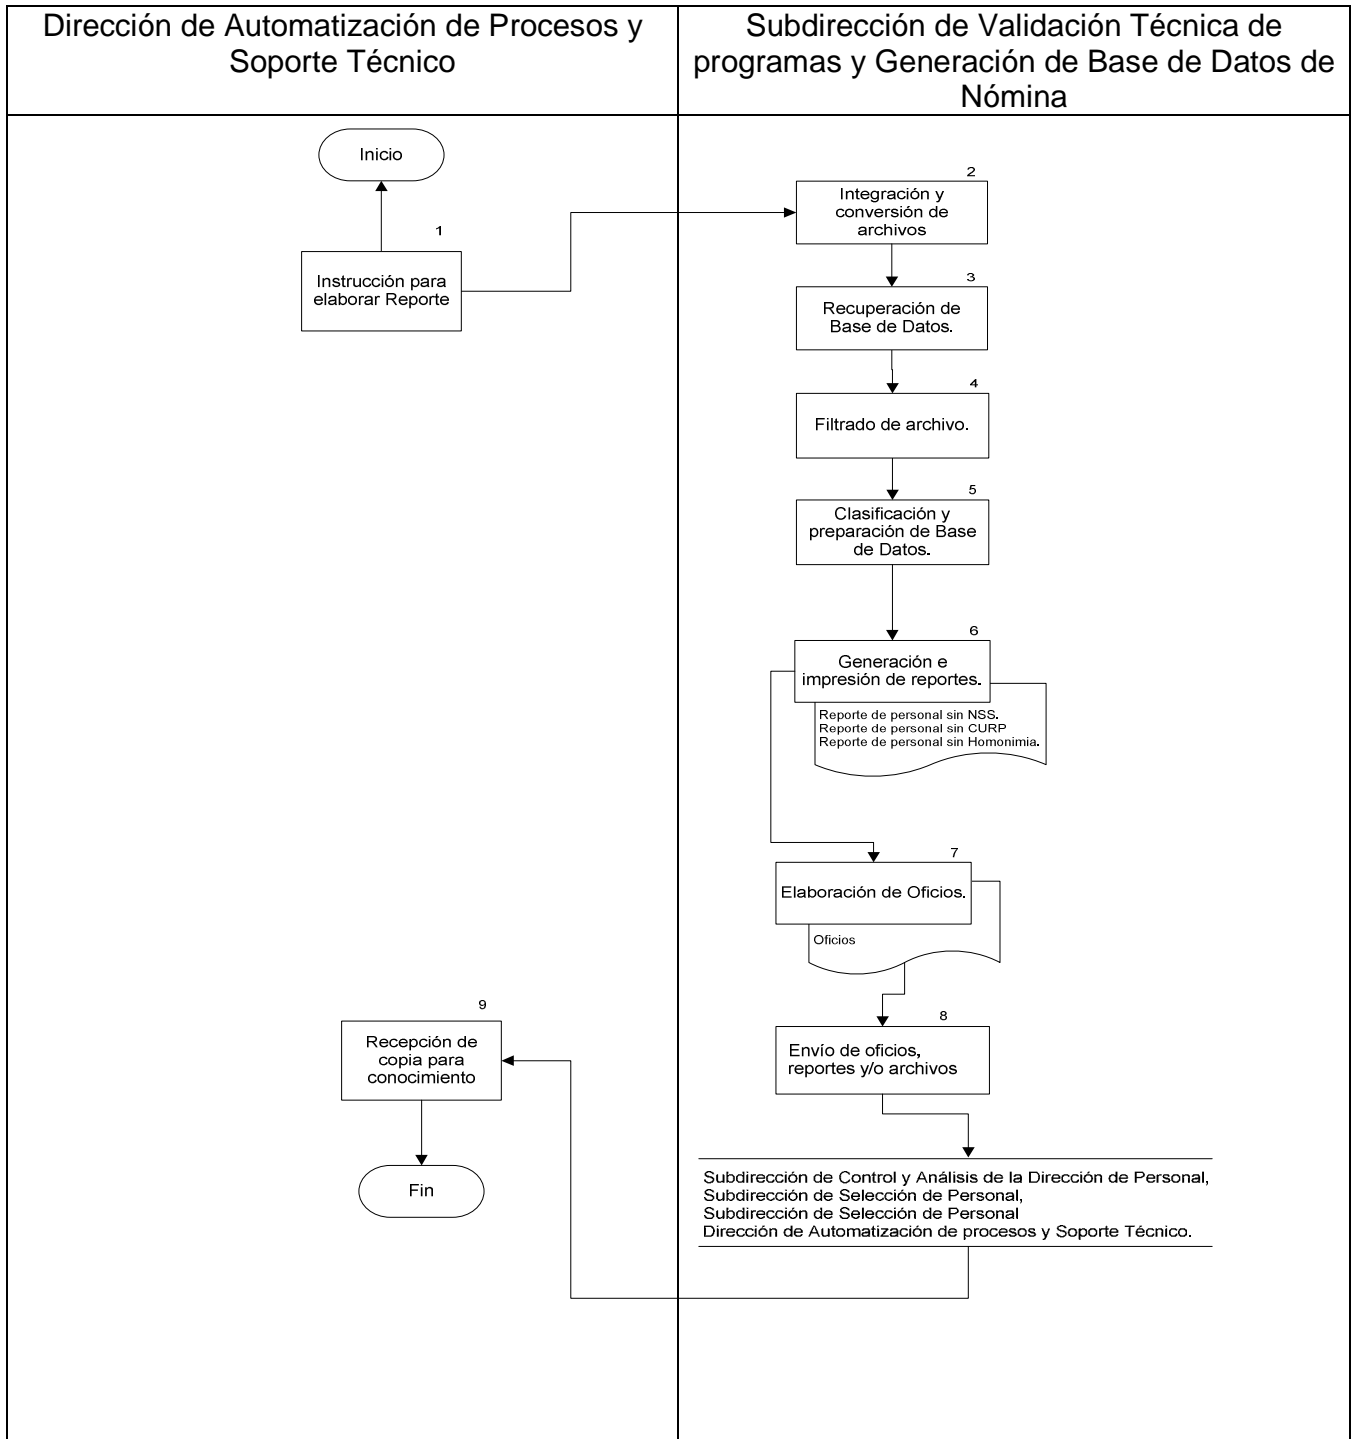 Dirección de Automatización de Procesos y
Soporte Técnico
Subdirección de Validación Técnica de
programas y Generación de Base de Datos de
Nómina
Inicio
1
Instrucción para
elaborar Reporte
2
Integración y
conversión de
archivos
3
Recuperación de
Base de Datos.
4
Filtrado de archivo.
5
Clasificación y
preparación de Base
de Datos.
6
Generación e
impresión de reportes.
Reporte de personal sin NSS.
Reporte de personal sin CURP
Reporte de personal sin Homonimia.
7
Elaboración de Oficios.
Oficios
8
Envío de oficios,
reportes y/o archivos
Subdirección de Control y Análisis de la Dirección de Personal,
Subdirección de Selección de Personal,
Subdirección de Selección de Personal
Dirección de Automatización de procesos y Soporte Técnico.
9
Recepción de
copia para
conocimiento
Fin